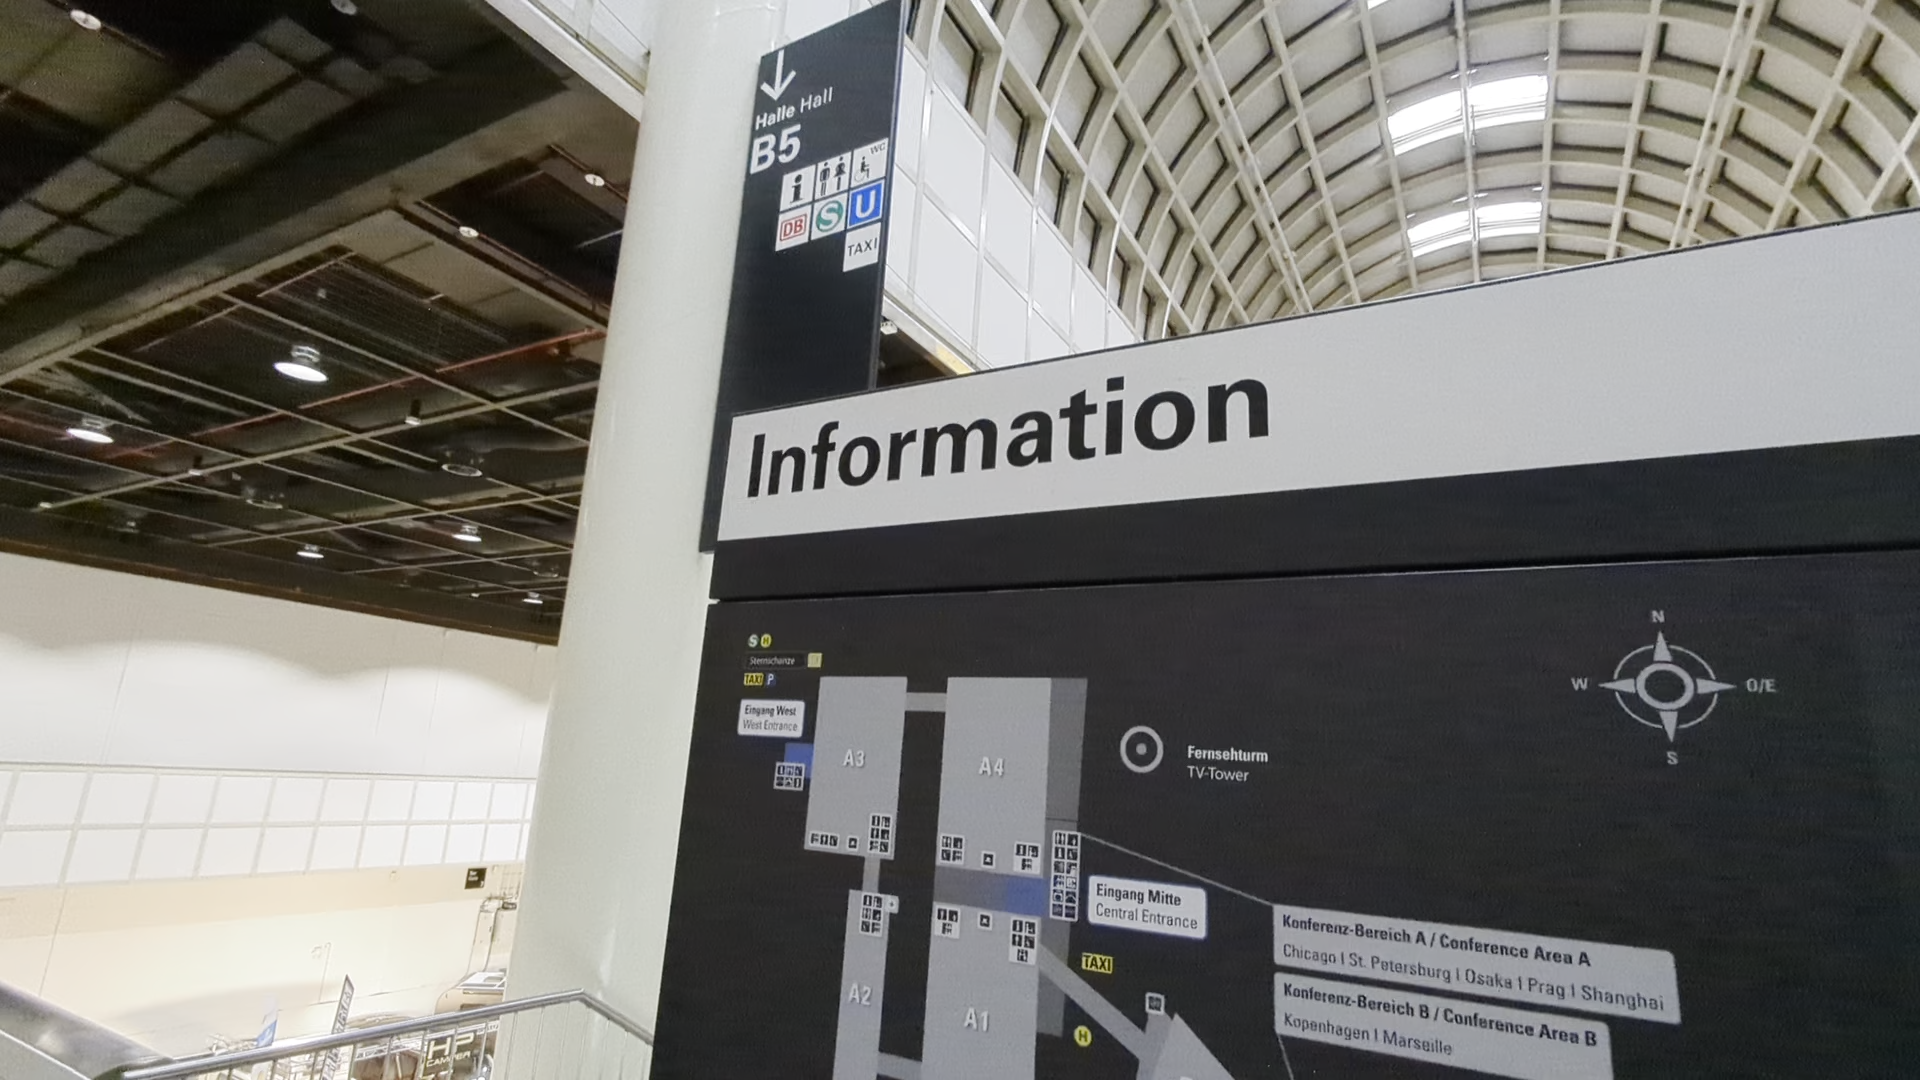 Halle Hall
B5
WC
DB
S
U
TAXI
Information
S H
Sternschanze
TAXI P
Eingang West
West Entrance
A3
A4
Fernsehturm
TV-Tower
N
W
O/E
S
Eingang Mitte
Central Entrance
TAXI
A2
A1
H
Konferenz-Bereich A / Conference Area A
Chicago | St. Petersburg | Osaka | Prag | Shanghai
Konferenz-Bereich B / Conference Area B
Kopenhagen | Marseille
HP
CAMPER